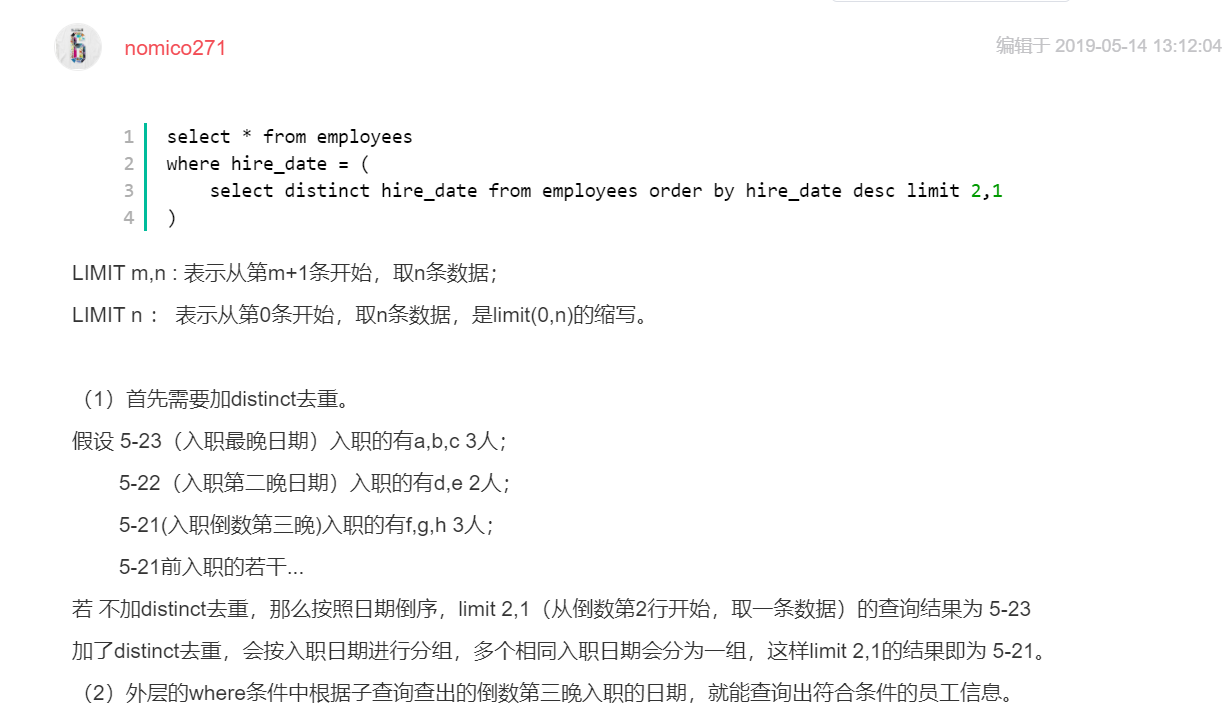 nomico271
编辑于 2019-05-14 13:12:04
1 select * from employees
2 where hire_date = (
3 select distinct hire_date from employees order by hire_date desc limit 2,1
4 )
LIMIT m,n : 表示从第m+1条开始，取n条数据；
LIMIT n ： 表示从第0条开始，取n条数据，是limit(0,n)的缩写。
（1）首先需要加distinct去重。
假设 5-23（入职最晚日期）入职的有a,b,c 3人；
5-22（入职第二晚日期）入职的有d,e 2人；
5-21(入职倒数第三晚)入职的有f,g,h 3人；
5-21前入职的若干...
若 不加distinct去重，那么按照日期倒序，limit 2,1（从倒数第2行开始，取一条数据）的查询结果为 5-23
加了distinct去重，会按入职日期进行分组，多个相同入职日期会分为一组，这样limit 2,1的结果即为 5-21。
（2）外层的where条件中根据子查询查出的倒数第三晚入职的日期，就能查询出符合条件的员工信息。